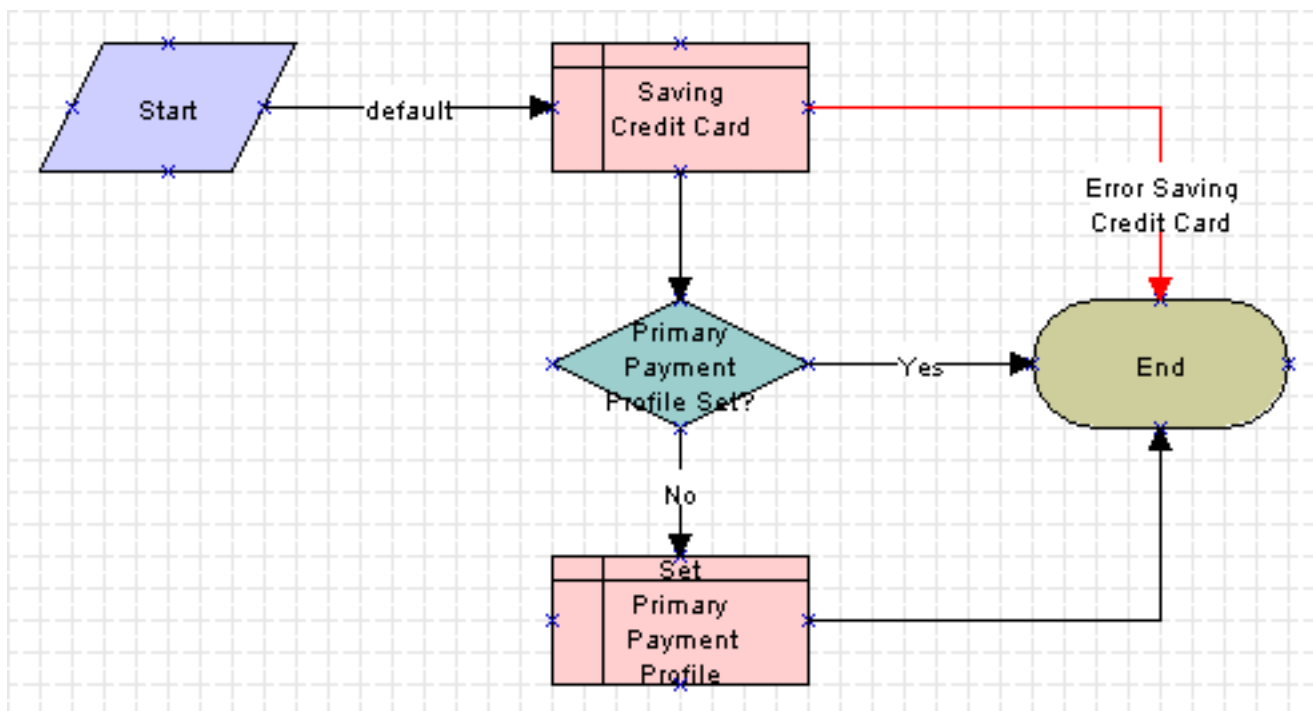 Start
default
Saving
Credit Card
Error Saving
Credit Card
Primary
Payment
Profile Set?
Yes
End
No
Set
Primary
Payment
Profile